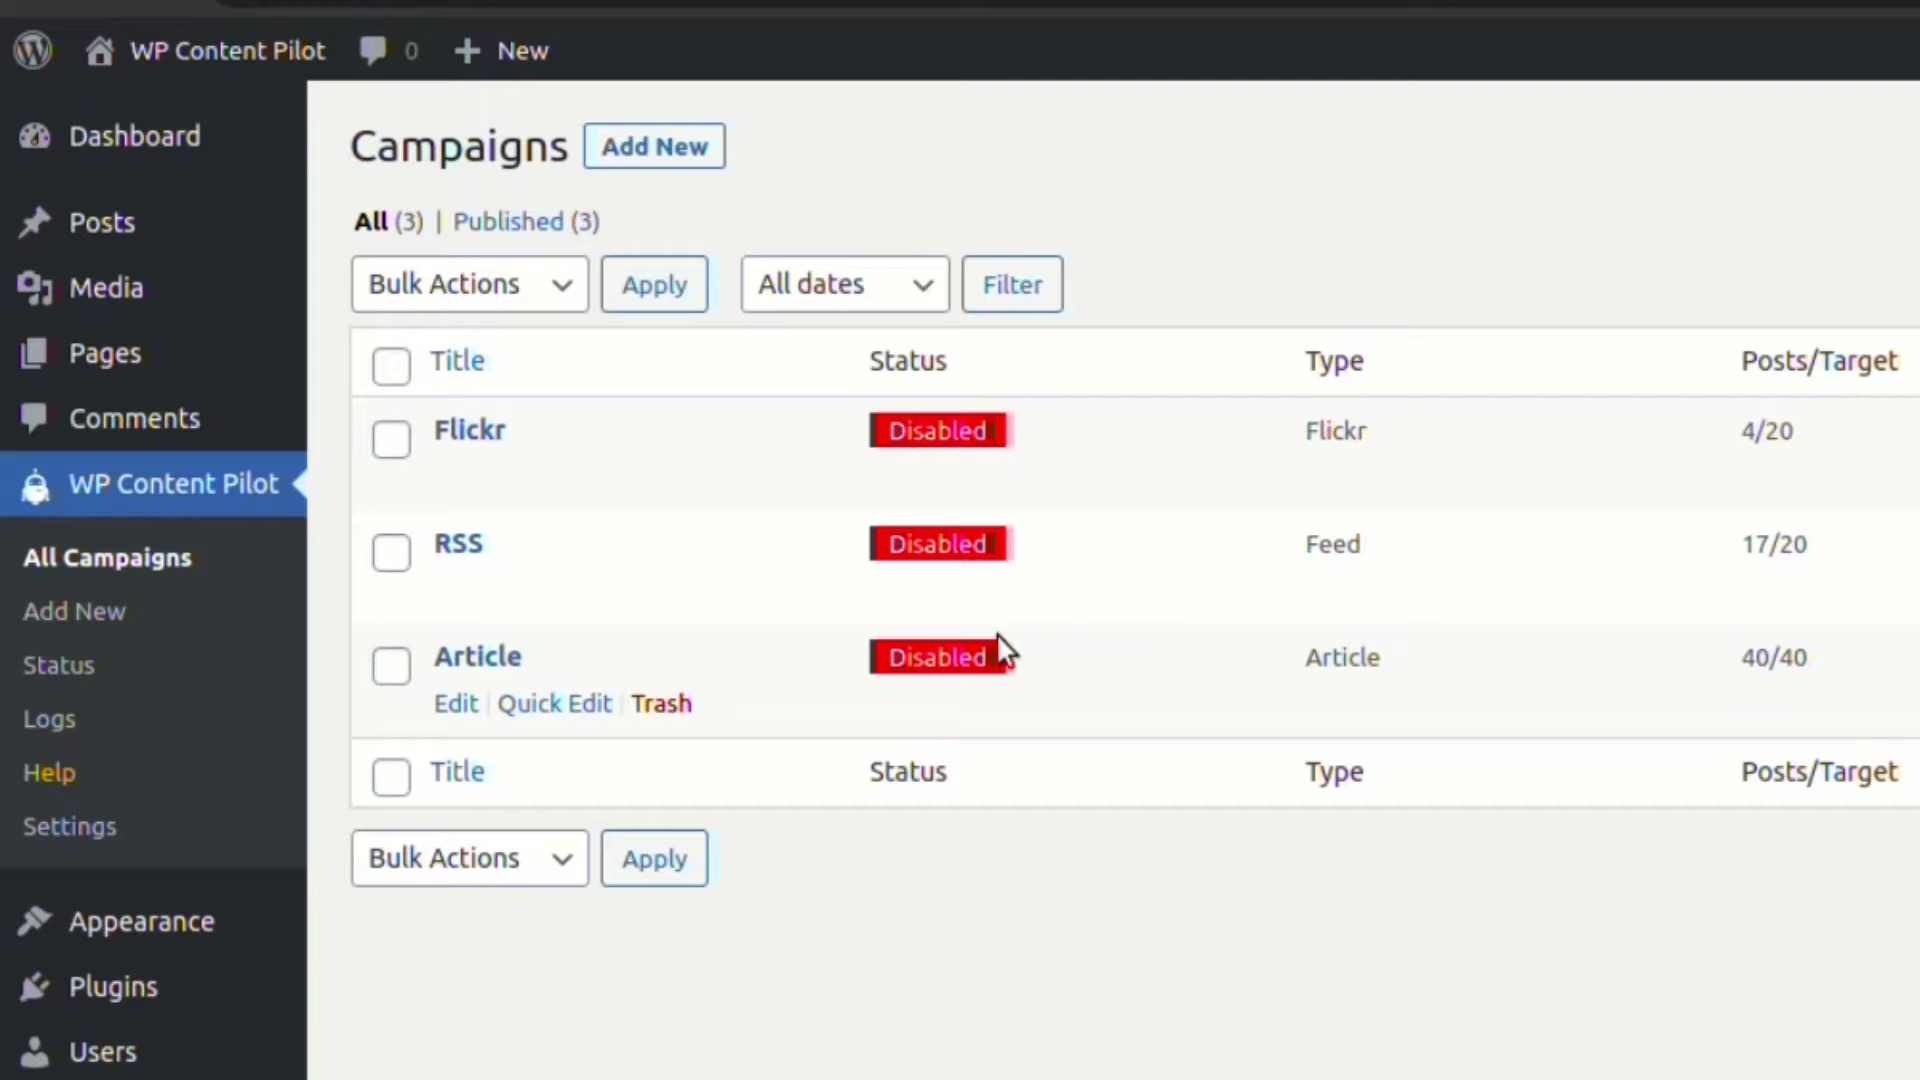 WP Content Pilot 0 New
Dashboard
Posts
Media
Pages
Comments
WP Content Pilot
All Campaigns
Add New
Status
Logs
Help
Settings
Appearance
Plugins
Users
Campaigns Add New
All (3) | Published (3)
Bulk Actions Apply All dates Filter
Title Status Type Posts/Target
Flickr Disabled Flickr 4/20
RSS Disabled Feed 17/20
Article Disabled Article 40/40
Edit | Quick Edit | Trash
Title Status Type Posts/Target
Bulk Actions Apply